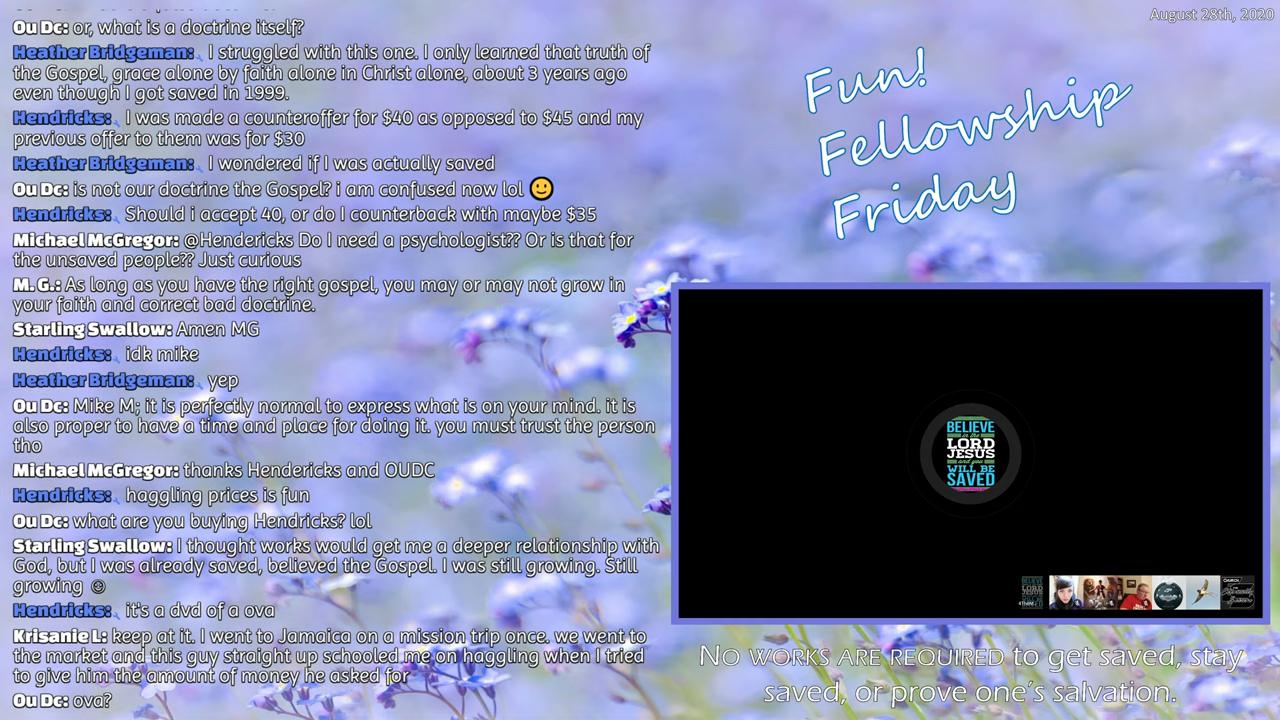 Ou Dc: or, what is a doctrine itself?
Heather Bridgeman: I struggled with this one. I only learned that truth of
the Gospel, grace alone by faith alone in Christ alone, about 3 years ago
even though I got saved in 1999.
Hendricks: I was made a counteroffer for $40 as opposed to $45 and my
previous offer to them was for $30
Heather Bridgeman: I wondered if I was actually saved
Ou Dc: is not our doctrine the Gospel? i am confused now lol 🙂
Hendricks: Should i accept 40, or do I counterback with maybe $35
Michael McGregor: @Hendericks Do I need a psychologist?? Or is that for
the unsaved people?? Just curious
M. G.: As long as you have the right gospel, you may or may not grow in
your faith and correct bad doctrine.
Starling Swallow: Amen MG
Hendricks: idk mike
Heather Bridgeman: yep
Ou Dc: Mike M; it is perfectly normal to express what is on your mind. it is
also proper to have a time and place for doing it. you must trust the person
tho
Michael McGregor: thanks Hendericks and OUDC
Hendricks: haggling prices is fun
Ou Dc: what are you buying Hendricks? lol
Starling Swallow: I thought works would get me a deeper relationship with
God, but I was already saved, believed the Gospel. I was still growing. Still
growing ☺
Hendricks: it's a dvd of a ova
Krisanie L: keep at it. I went to Jamaica on a mission trip once. we went to
the market and this guy straight up schooled me on haggling when I tried
to give him the amount of money he asked for
Ou Dc: ova?
August 28th, 2020
Fun!
Fellowship
Friday
BELIEVE
in the
LORD
JESUS
and you
WILL BE
SAVED
NO WORKS ARE REQUIRED to get saved, stay
saved, or prove one's salvation.